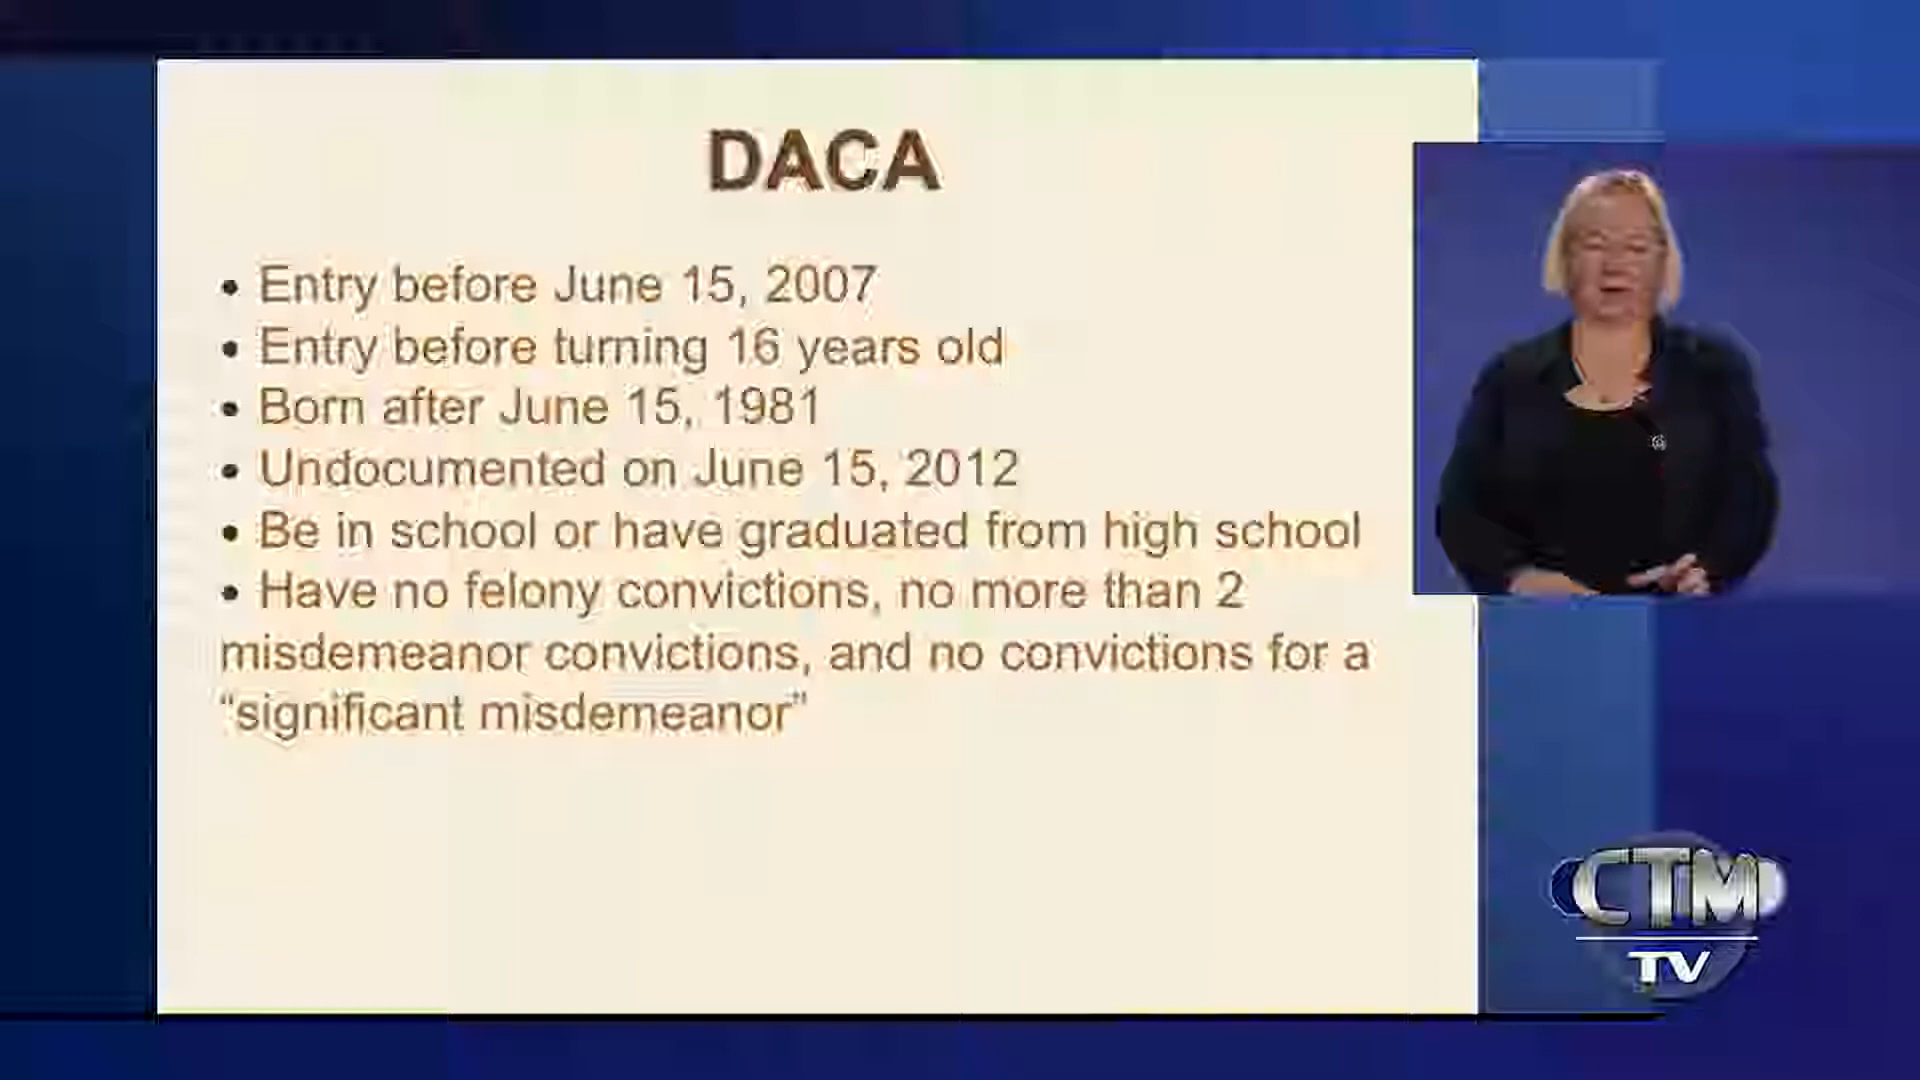 DACA
• Entry before June 15, 2007
• Entry before turning 16 years old
• Born after June 15, 1981
• Undocumented on June 15, 2012
• Be in school or have graduated from high school
• Have no felony convictions, no more than 2
misdemeanor convictions, and no convictions for a
“significant misdemeanor”
CTM
TV